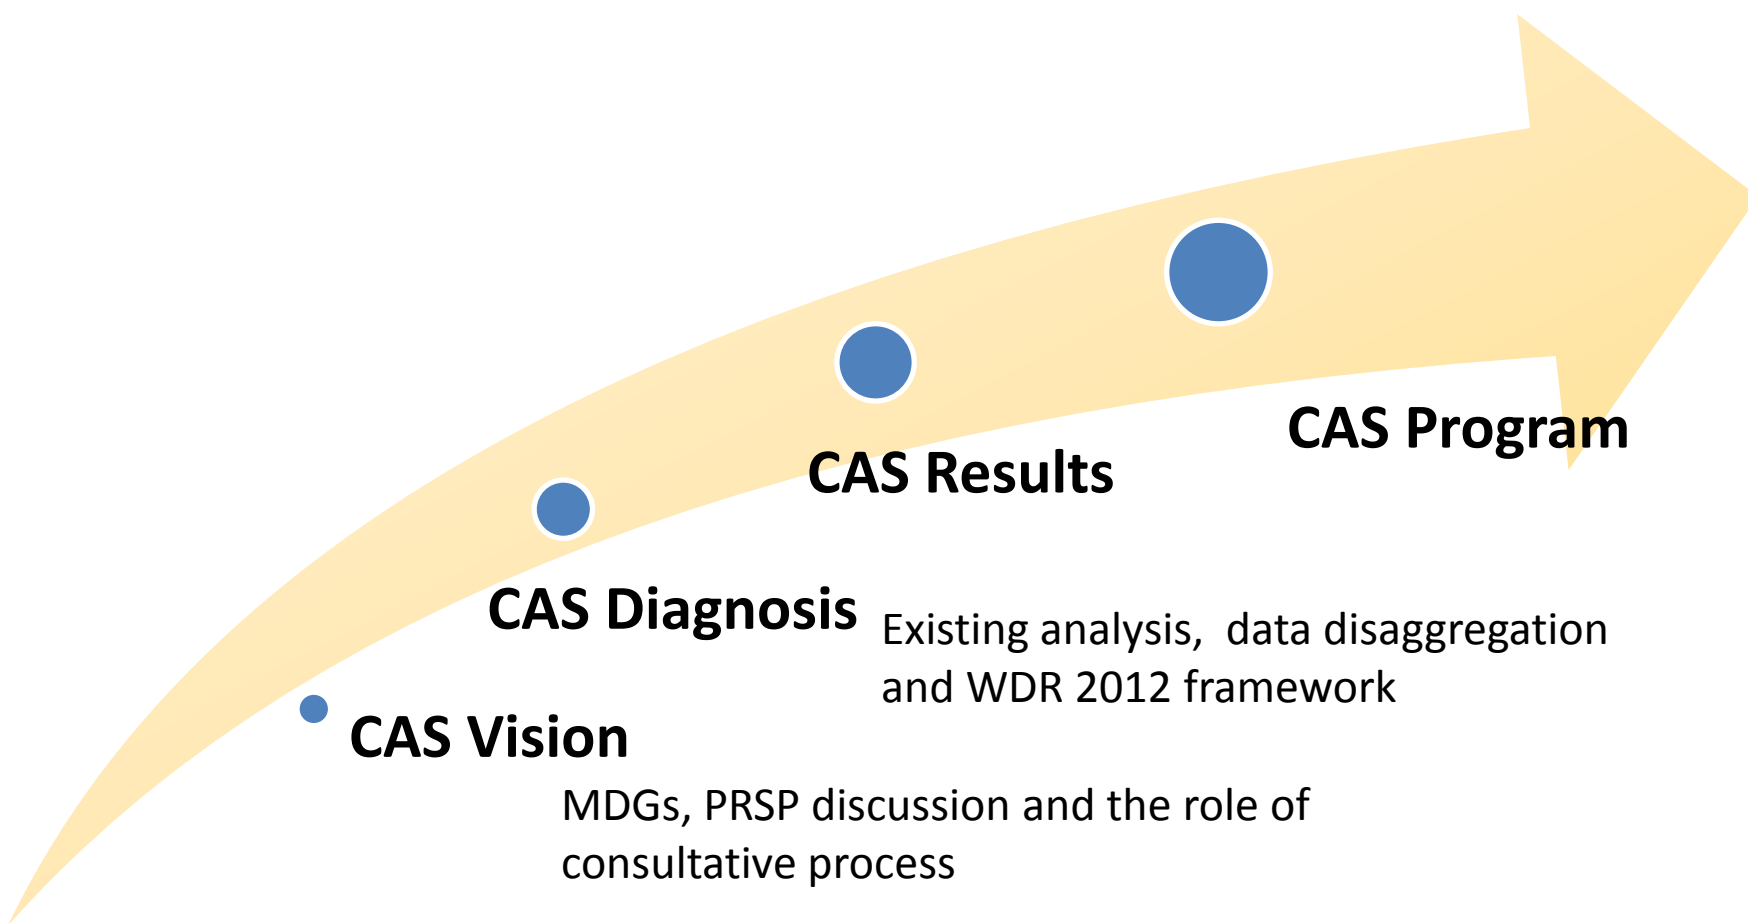 CAS Program
CAS Results
CAS Diagnosis
Existing analysis,  data disaggregation
and WDR 2012 framework
CAS Vision
MDGs, PRSP discussion and the role of
consultative process